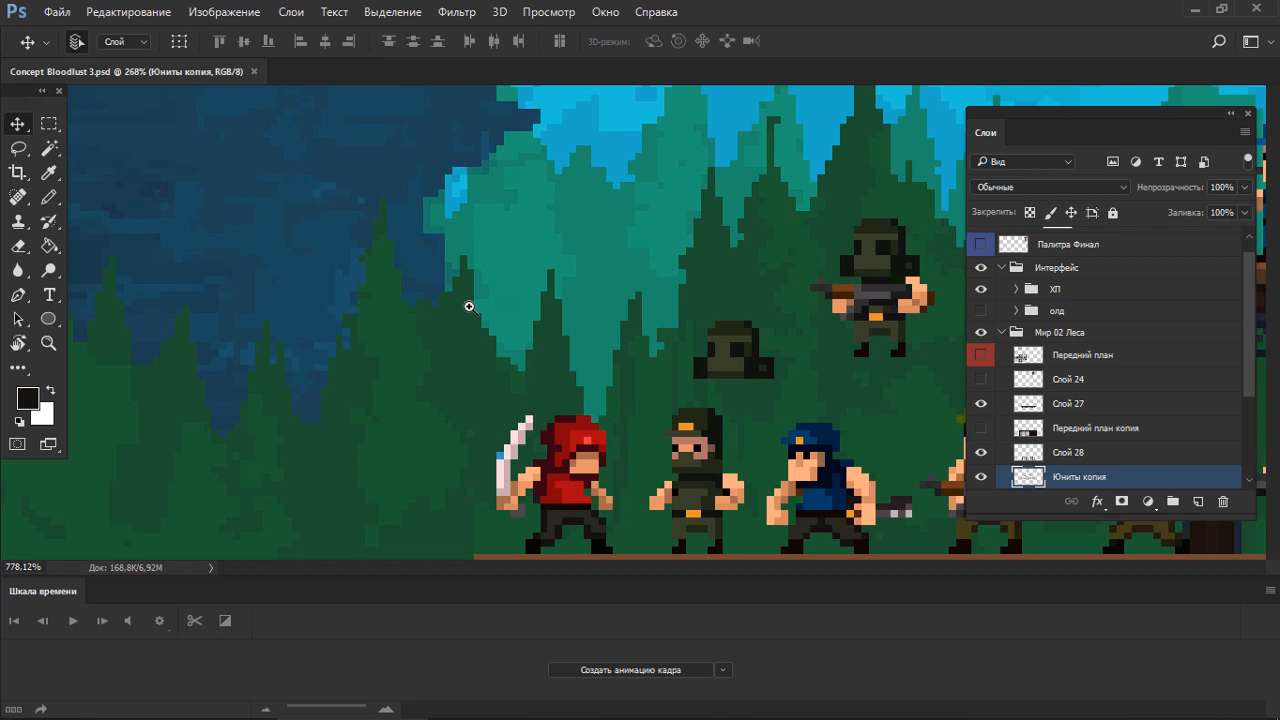 Ps Файл Редактирование Изображение Слои Текст Выделение Фильтр 3D Просмотр Окно Справка
Слой 3D-режим:
Concept Bloodlust 3.psd @ 268% (Юниты копия, RGB/8)
Слои
Вид
Обычные Непрозрачность: 100%
Закрепить: Заливка: 100%
Палитра Финал
Интерфейс
ХП
олд
Мир 02 Леса
Передний план
Слой 24
Слой 27
Передний план копия
Слой 28
Юниты копия
fx
778,12% Док: 168,8K/6,92M
Шкала времени
Создать анимацию кадра